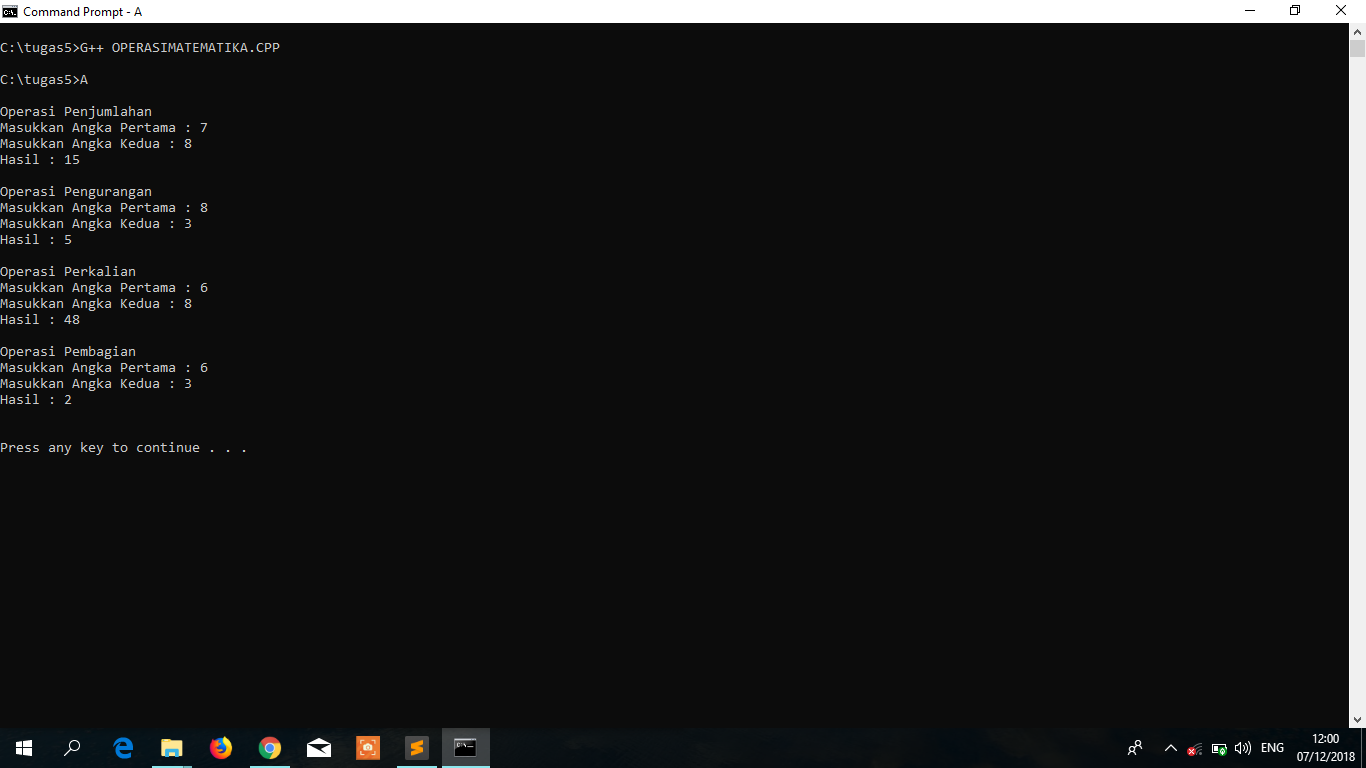 Command Prompt - A
C:\tugas5>G++ OPERASIMATEMATIKA.CPP
C:\tugas5>A
Operasi Penjumlahan
Masukkan Angka Pertama : 7
Masukkan Angka Kedua : 8
Hasil : 15
Operasi Pengurangan
Masukkan Angka Pertama : 8
Masukkan Angka Kedua : 3
Hasil : 5
Operasi Perkalian
Masukkan Angka Pertama : 6
Masukkan Angka Kedua : 8
Hasil : 48
Operasi Pembagian
Masukkan Angka Pertama : 6
Masukkan Angka Kedua : 3
Hasil : 2
Press any key to continue . . .
ENG
12:00
07/12/2018